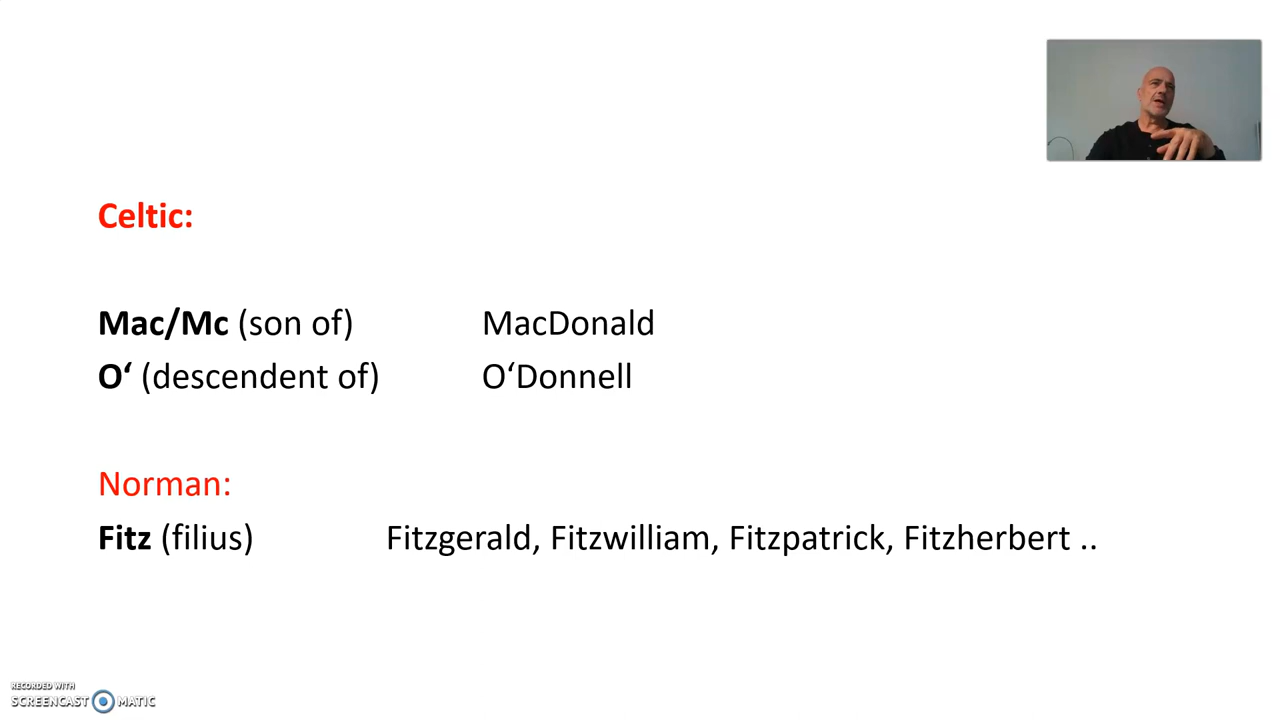 Celtic:
Mac/Mc (son of) MacDonald
O‘ (descendent of) O‘Donnell
Norman:
Fitz (filius) Fitzgerald, Fitzwilliam, Fitzpatrick, Fitzherbert ..
RECORDED WITH
SCREENCAST MATIC